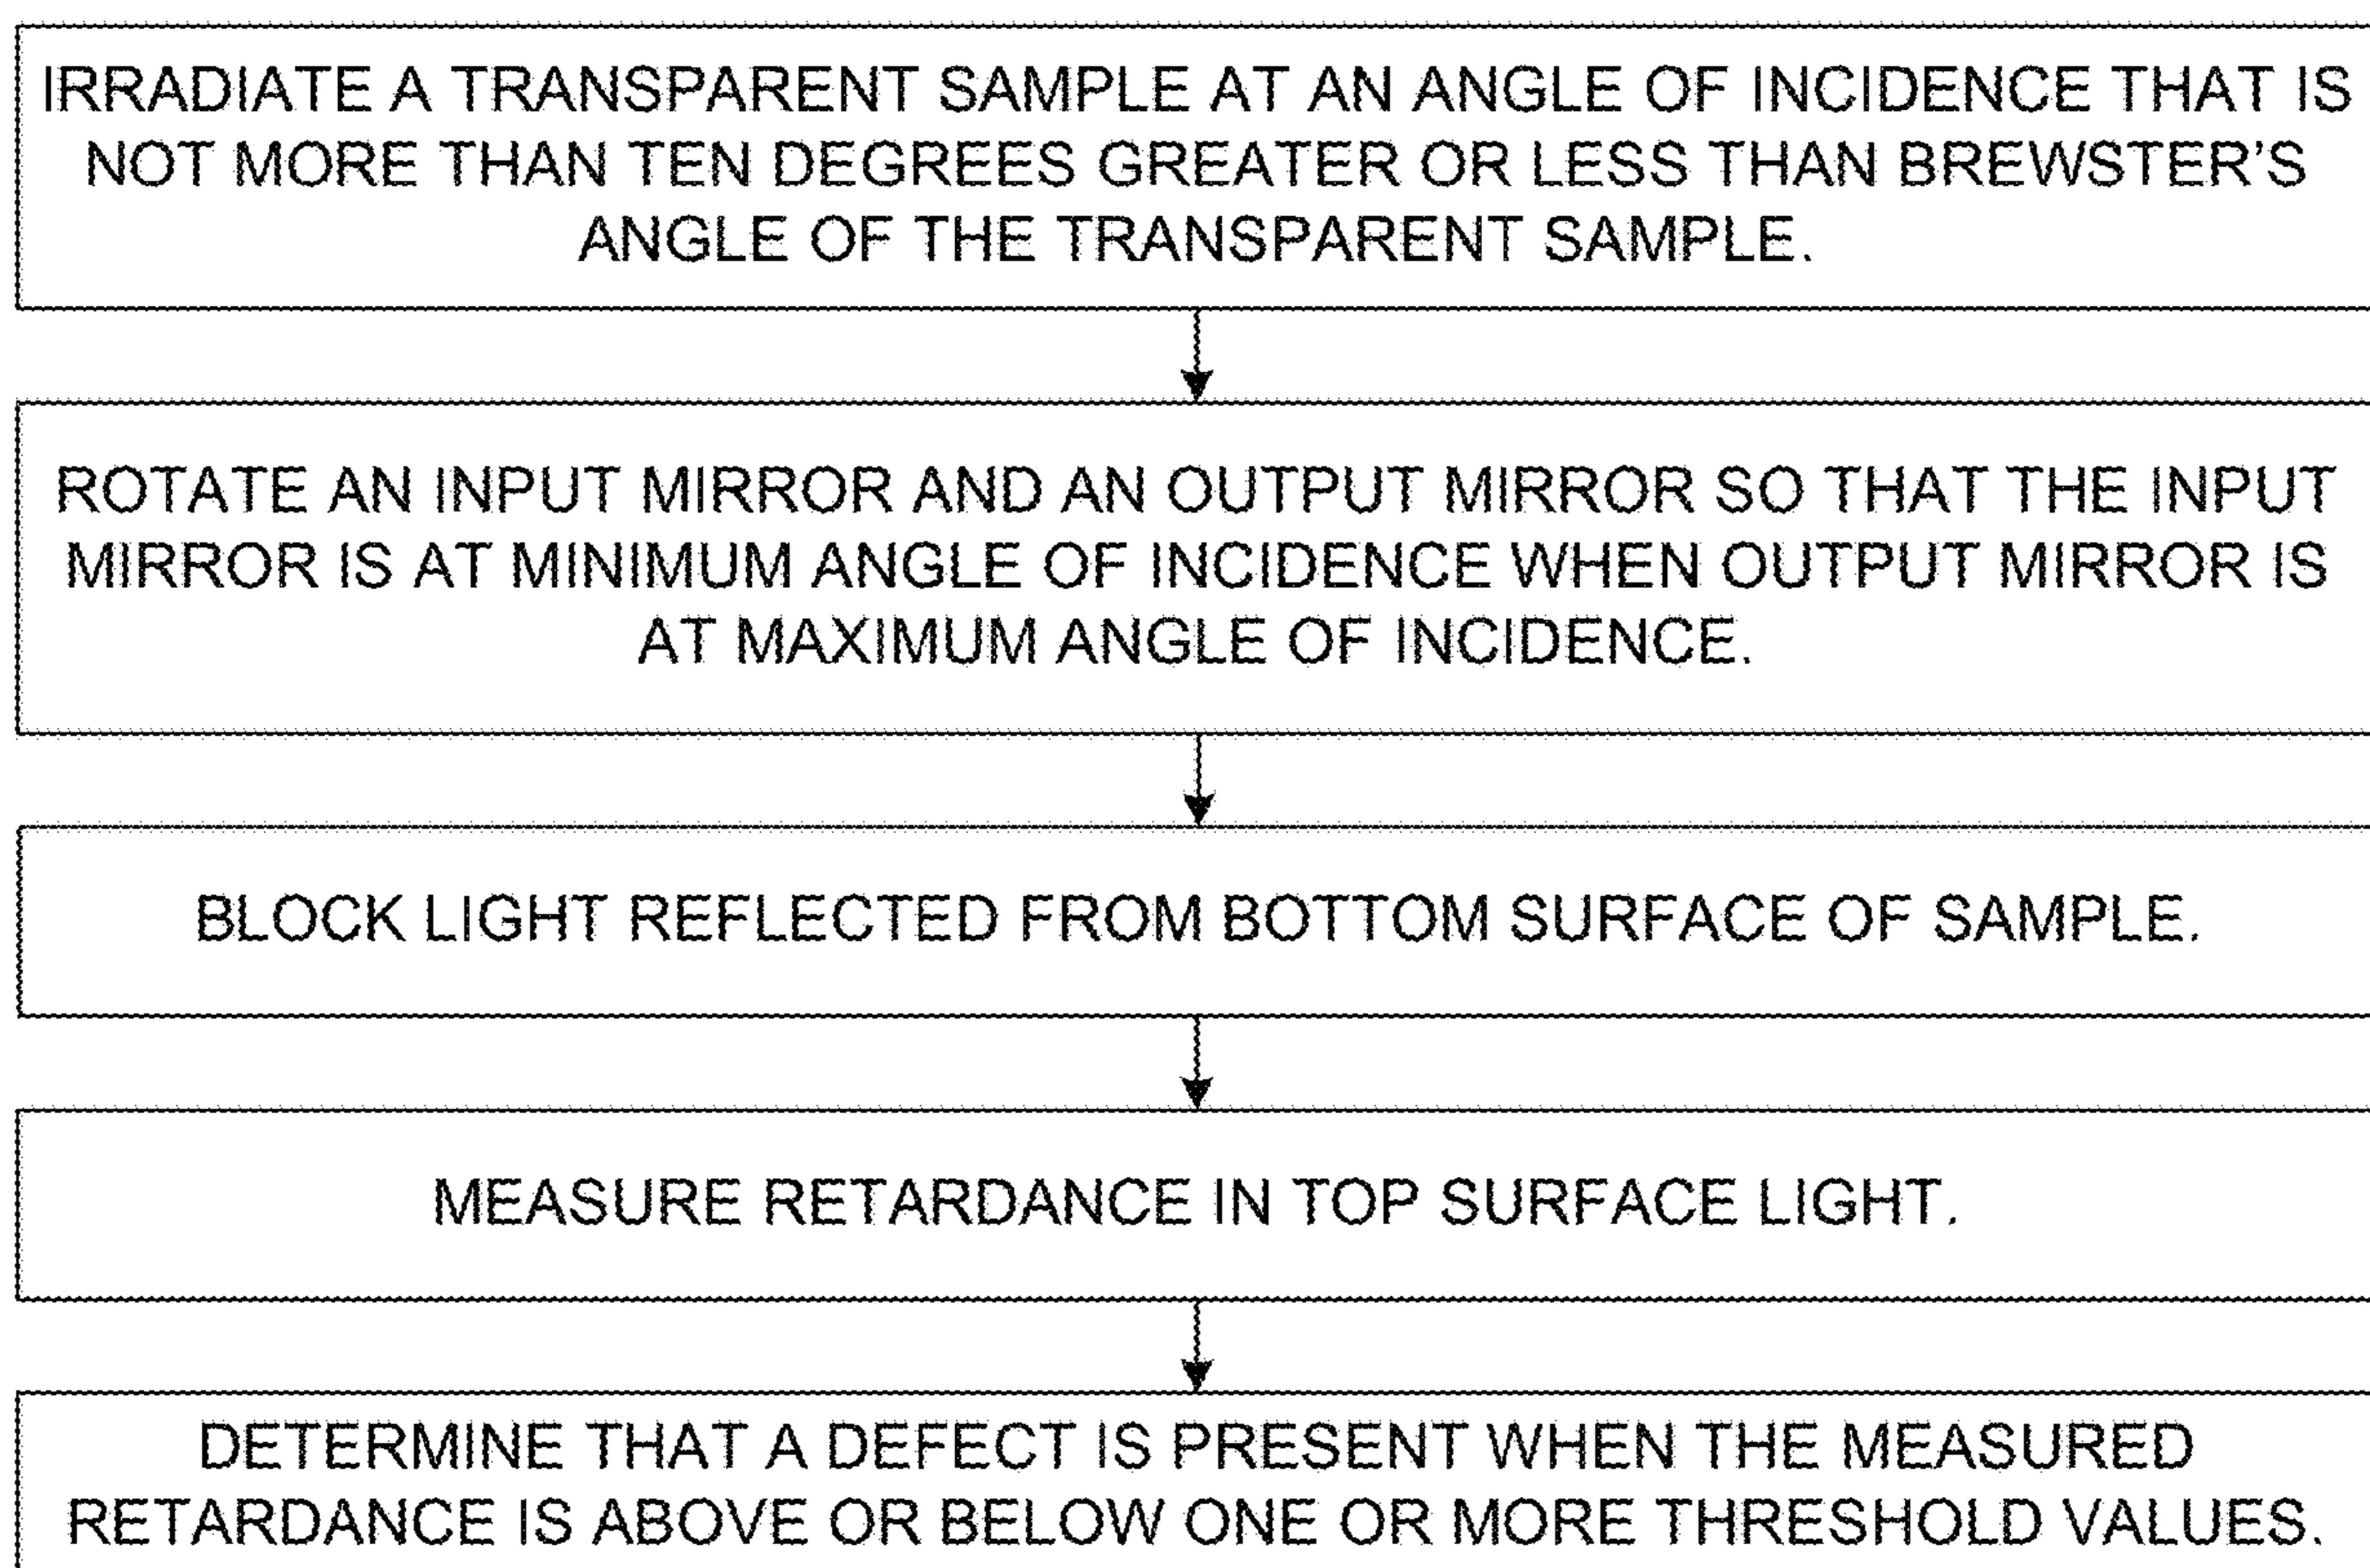 IRRADIATE A TRANSPARENT SAMPLE AT AN ANGLE OF INCIDENCE THAT IS
NOT MORE THAN TEN DEGREES GREATER OR LESS THAN BREWSTER'S
ANGLE OF THE TRANSPARENT SAMPLE.
ROTATE AN INPUT MIRROR AND AN OUTPUT MIRROR SO THAT THE INPUT
MIRROR IS AT MINIMUM ANGLE OF INCIDENCE WHEN OUTPUT MIRROR IS
AT MAXIMUM ANGLE OF INCIDENCE.
BLOCK LIGHT REFLECTED FROM BOTTOM SURFACE OF SAMPLE.
MEASURE RETARDANCE IN TOP SURFACE LIGHT.
DETERMINE THAT A DEFECT IS PRESENT WHEN THE MEASURED
RETARDANCE IS ABOVE OR BELOW ONE OR MORE THRESHOLD VALUES.